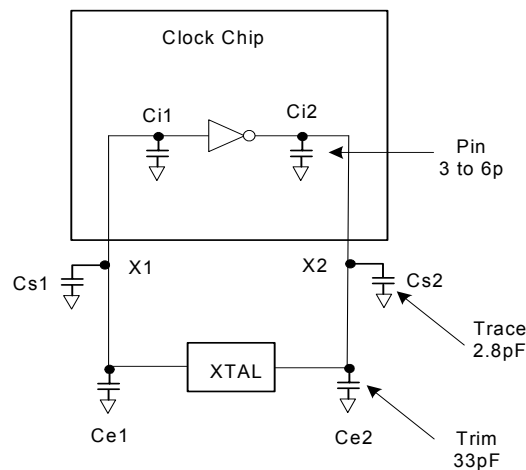 Clock Chip
Ci1
Ci2
Pin
3 to 6p
Cs1
X1
X2
Cs2
Trace
2.8pF
XTAL
Ce1
Ce2
Trim
33pF